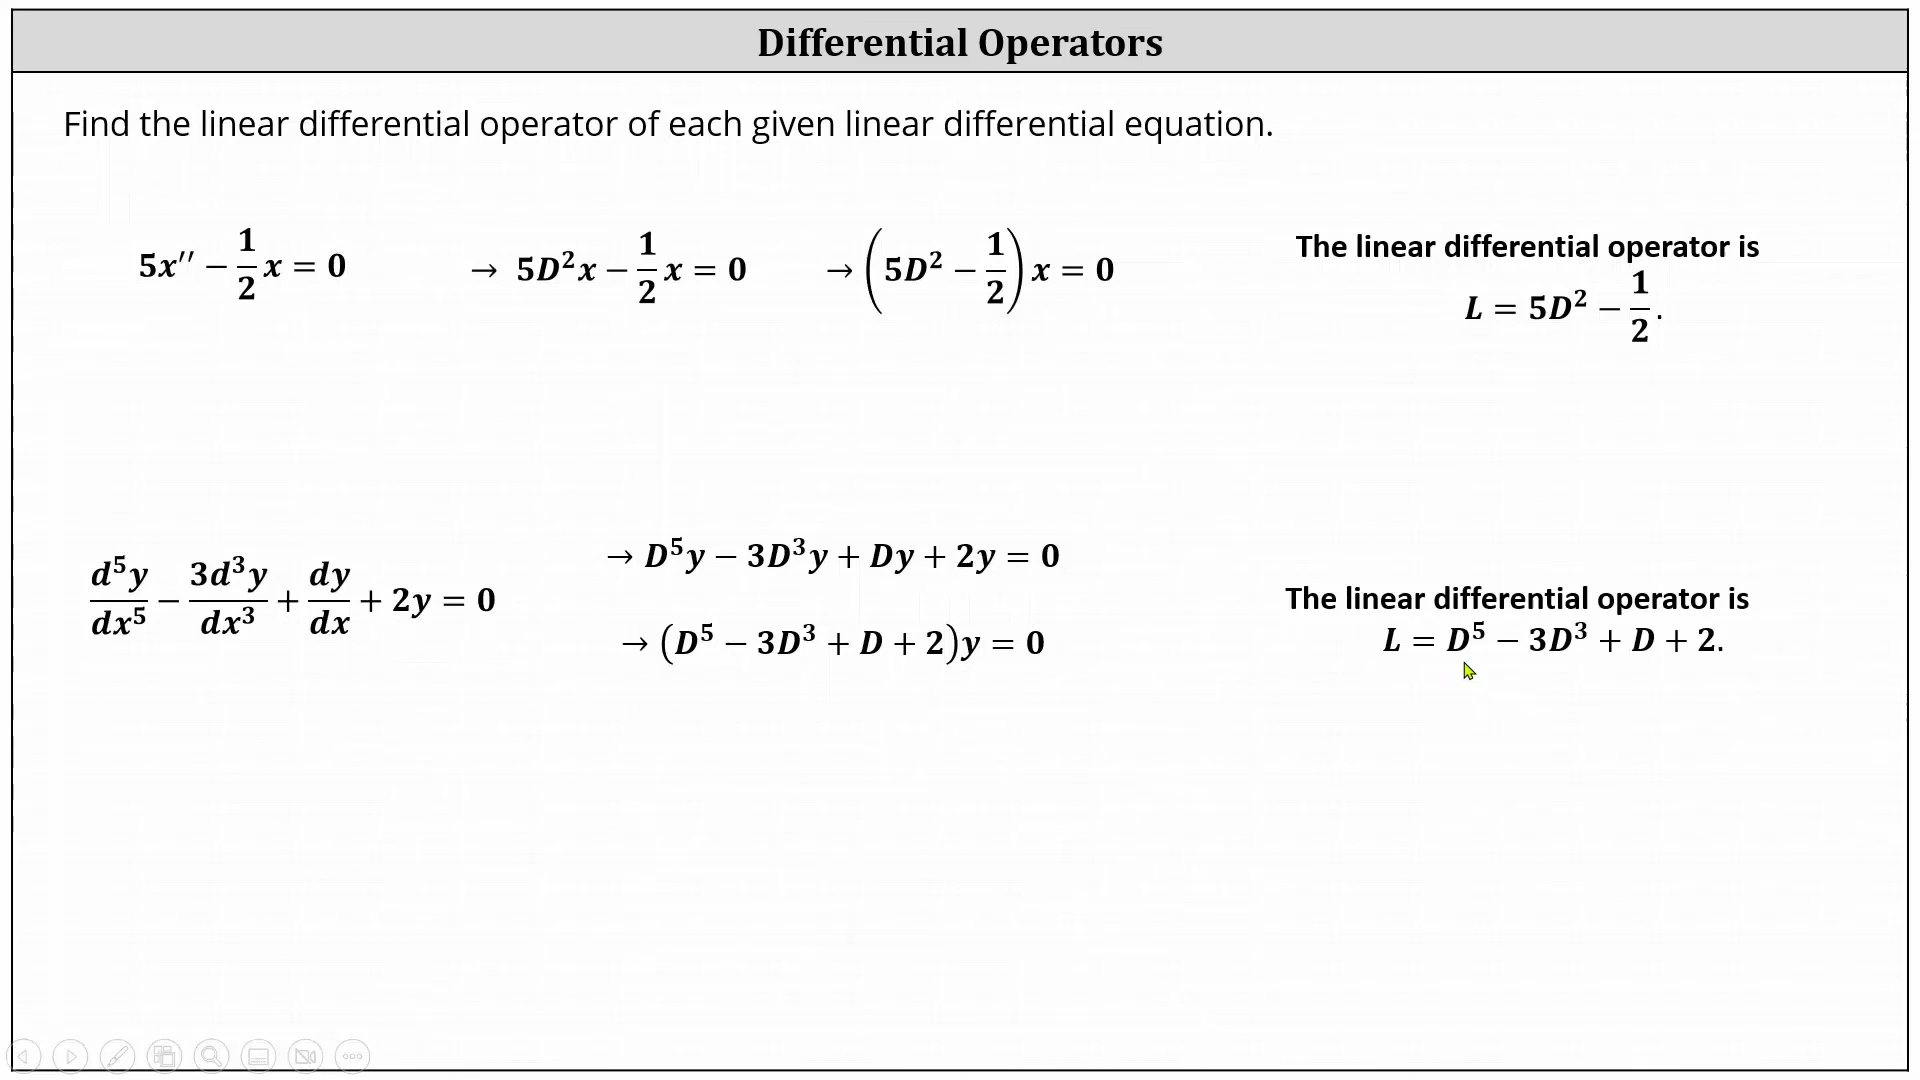 Differential Operators
Find the linear differential operator of each given linear differential equation.
5x′′ − 1/2 x = 0 → 5D²x − 1/2 x = 0 → (5D² − 1/2) x = 0
The linear differential operator is
L = 5D² − 1/2.
d⁵y/dx⁵ − 3d³y/dx³ + dy/dx + 2y = 0
→ D⁵y − 3D³y + Dy + 2y = 0
→ (D⁵ − 3D³ + D + 2)y = 0
The linear differential operator is
L = D⁵ − 3D³ + D + 2.